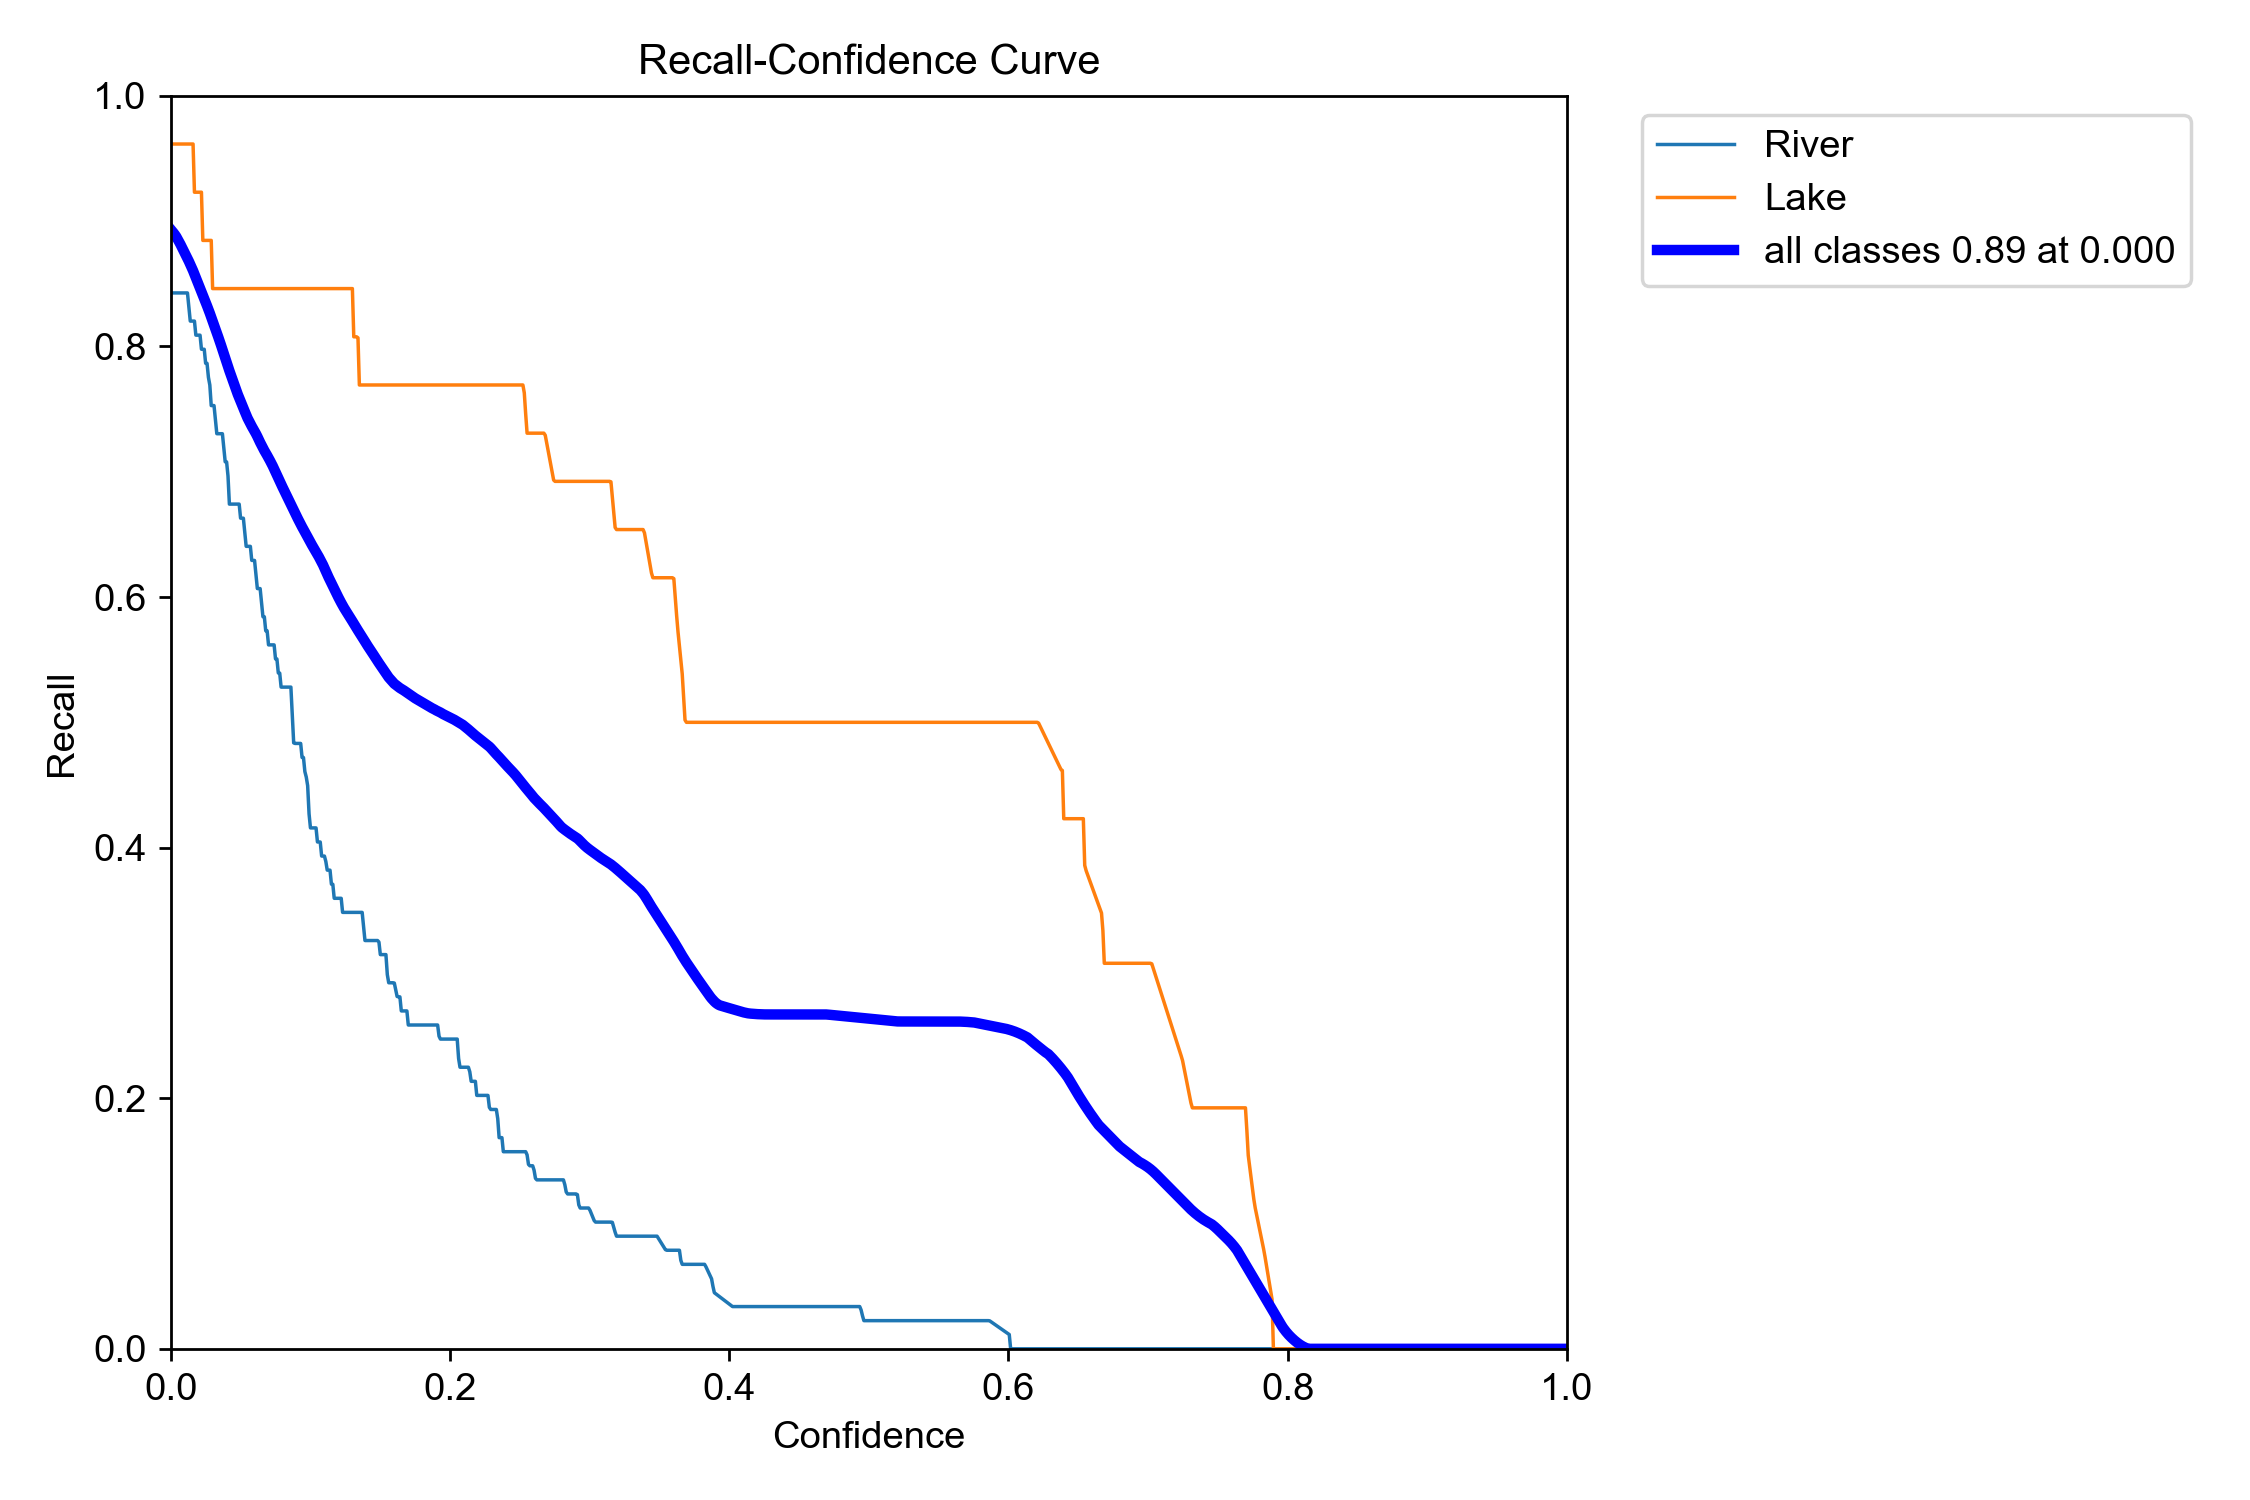 Recall-Confidence Curve
River
Lake
all classes 0.89 at 0.000
1.0
0.8
0.6
0.4
0.2
0.0
Recall
0.0 0.2 0.4 0.6 0.8 1.0
Confidence